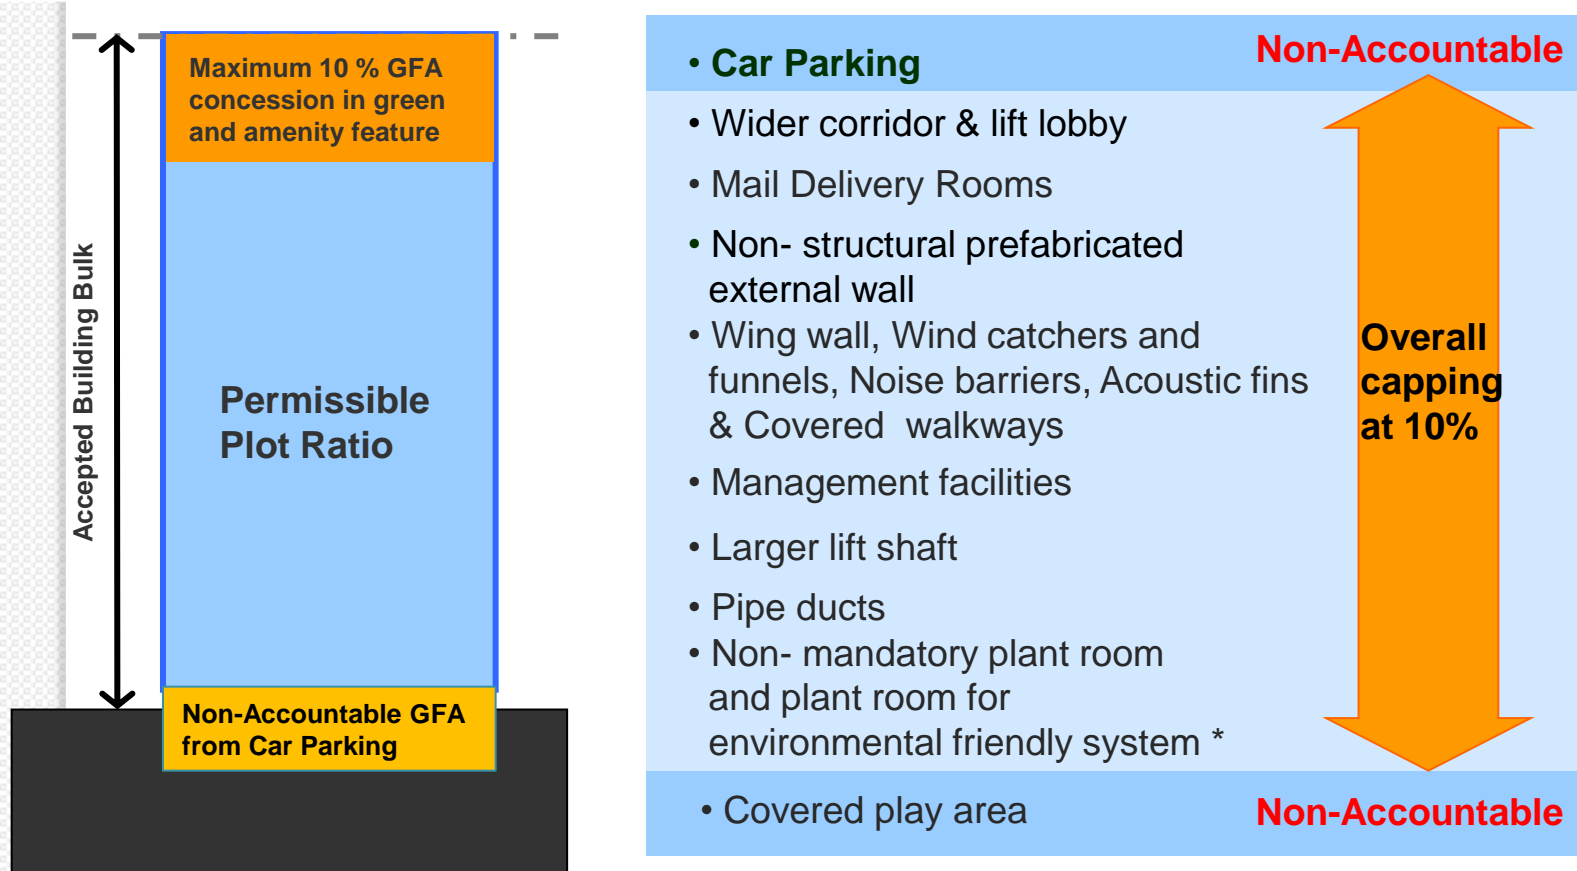 Maximum 10 % GFA
concession in green
and amenity feature
Accepted Building Bulk
Permissible
Plot Ratio
Non-Accountable GFA
from Car Parking
• Car Parking
Non-Accountable
• Wider corridor & lift lobby
• Mail Delivery Rooms
• Non- structural prefabricated
external wall
• Wing wall, Wind catchers and
funnels, Noise barriers, Acoustic fins
& Covered walkways
• Management facilities
• Larger lift shaft
• Pipe ducts
• Non- mandatory plant room
and plant room for
environmental friendly system *
Overall
capping
at 10%
• Covered play area
Non-Accountable